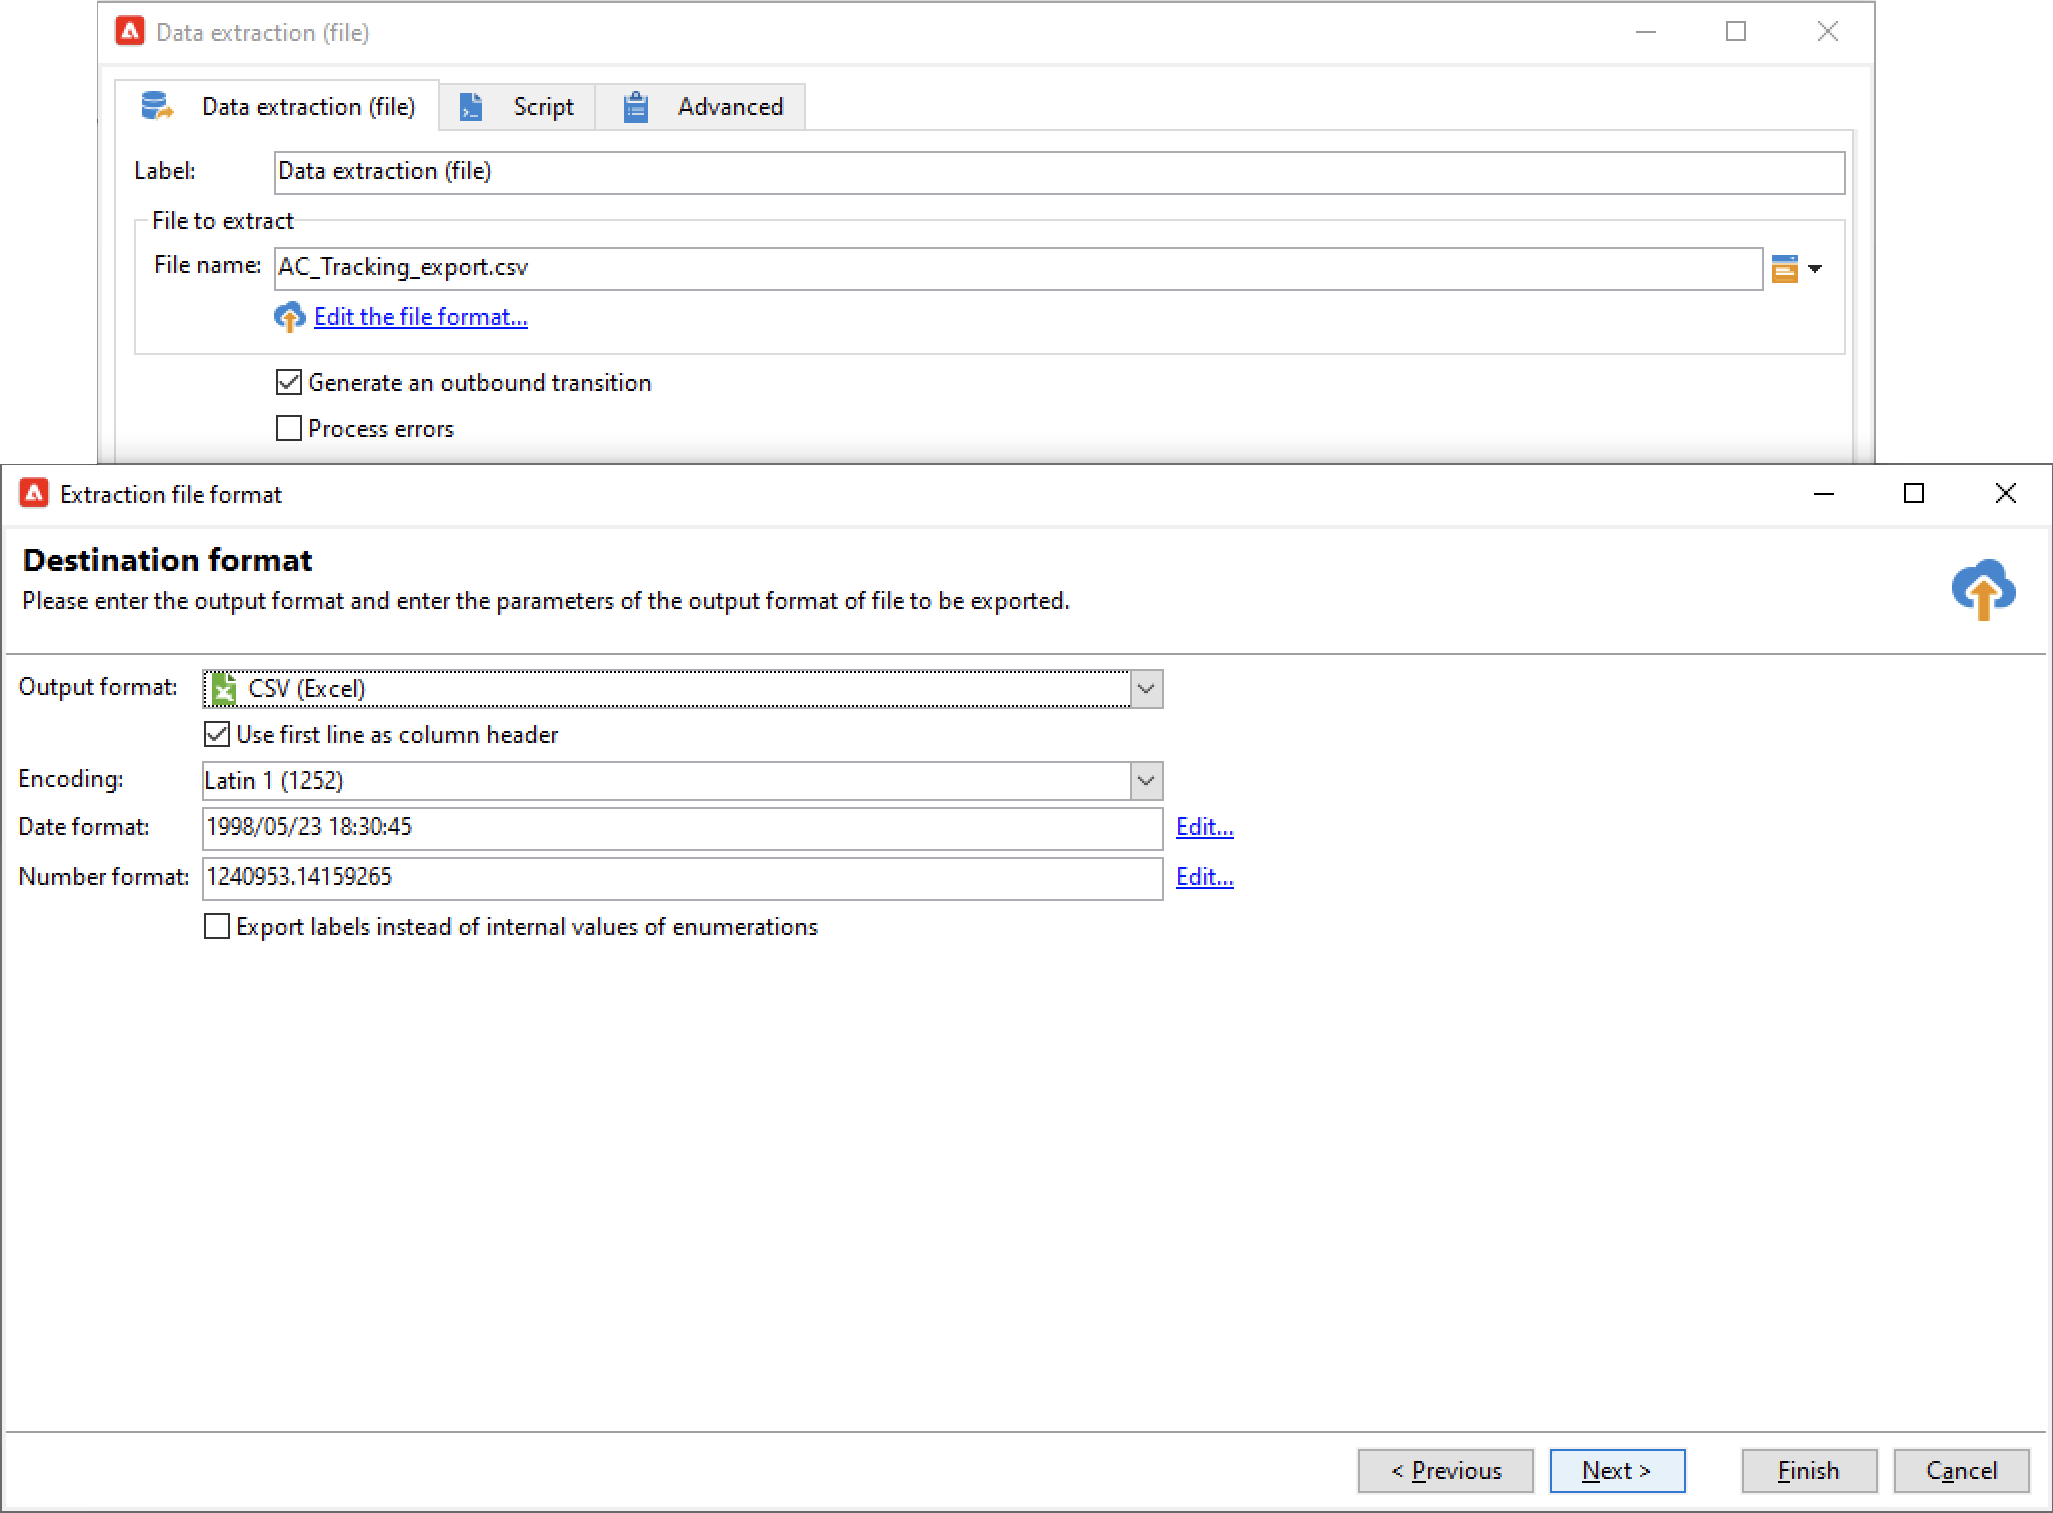 Data extraction (file)
Data extraction (file) Script Advanced
Label: Data extraction (file)
File to extract
File name: AC_Tracking_export.csv
Edit the file format...
Generate an outbound transition
Process errors
Extraction file format
Destination format
Please enter the output format and enter the parameters of the output format of file to be exported.
Output format: CSV (Excel)
Use first line as column header
Encoding: Latin 1 (1252)
Date format: 1998/05/23 18:30:45 Edit...
Number format: 1240953.14159265 Edit...
Export labels instead of internal values of enumerations
< Previous Next > Finish Cancel